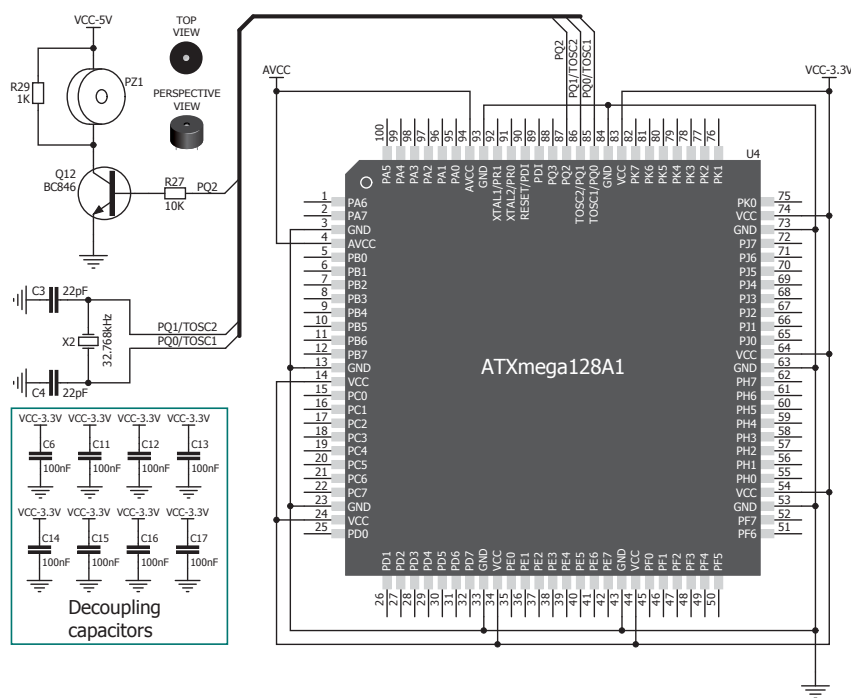 VCC-5V
R29
1K
PZ1
TOP
VIEW
PERSPECTIVE
VIEW
Q12
BC846
R27
10K
PQ2
C3
22pF
X2
32.768kHz
C4
22pF
PQ1/TOSC2
PQ0/TOSC1
VCC-3.3V
VCC-3.3V
VCC-3.3V
VCC-3.3V
C6
100nF
C11
100nF
C12
100nF
C13
100nF
VCC-3.3V
VCC-3.3V
VCC-3.3V
VCC-3.3V
C14
100nF
C15
100nF
C16
100nF
C17
100nF
Decoupling
capacitors
PQ2
PQ1/TOSC2
PQ0/TOSC1
AVCC
VCC-3.3V
U4
100 99 98 97 96 95 94 93 92 91 90 89 88 87 86 85 84 83 82 81 80 79 78 77 76
PA5 PA4 PA3 PA2 PA1 PA0 AVCC GND XTAL1/PR1 XTAL2/PR0 RESET/PDI PDI PQ3 PQ2 TOSC2/PQ1 TOSC1/PQ0 GND VCC PK7 PK6 PK5 PK4 PK3 PK2 PK1
1 PA6
2 PA7
3 GND
4 AVCC
5 PB0
6 PB1
7 PB2
8 PB3
9 PB4
10 PB5
11 PB6
12 PB7
13 GND
14 VCC
15 PC0
16 PC1
17 PC2
18 PC3
19 PC4
20 PC5
21 PC6
22 PC7
23 GND
24 VCC
25 PD0
ATXmega128A1
PK0 75
VCC 74
GND 73
PJ7 72
PJ6 71
PJ5 70
PJ4 69
PJ3 68
PJ2 67
PJ1 66
PJ0 65
VCC 64
GND 63
PH7 62
PH6 61
PH5 60
PH4 59
PH3 58
PH2 57
PH1 56
PH0 55
VCC 54
GND 53
PF7 52
PF6 51
PD1 PD2 PD3 PD4 PD5 PD6 PD7 GND VCC PE0 PE1 PE2 PE3 PE4 PE5 PE6 PE7 GND VCC PF0 PF1 PF2 PF3 PF4 PF5
26 27 28 29 30 31 32 33 34 35 36 37 38 39 40 41 42 43 44 45 46 47 48 49 50